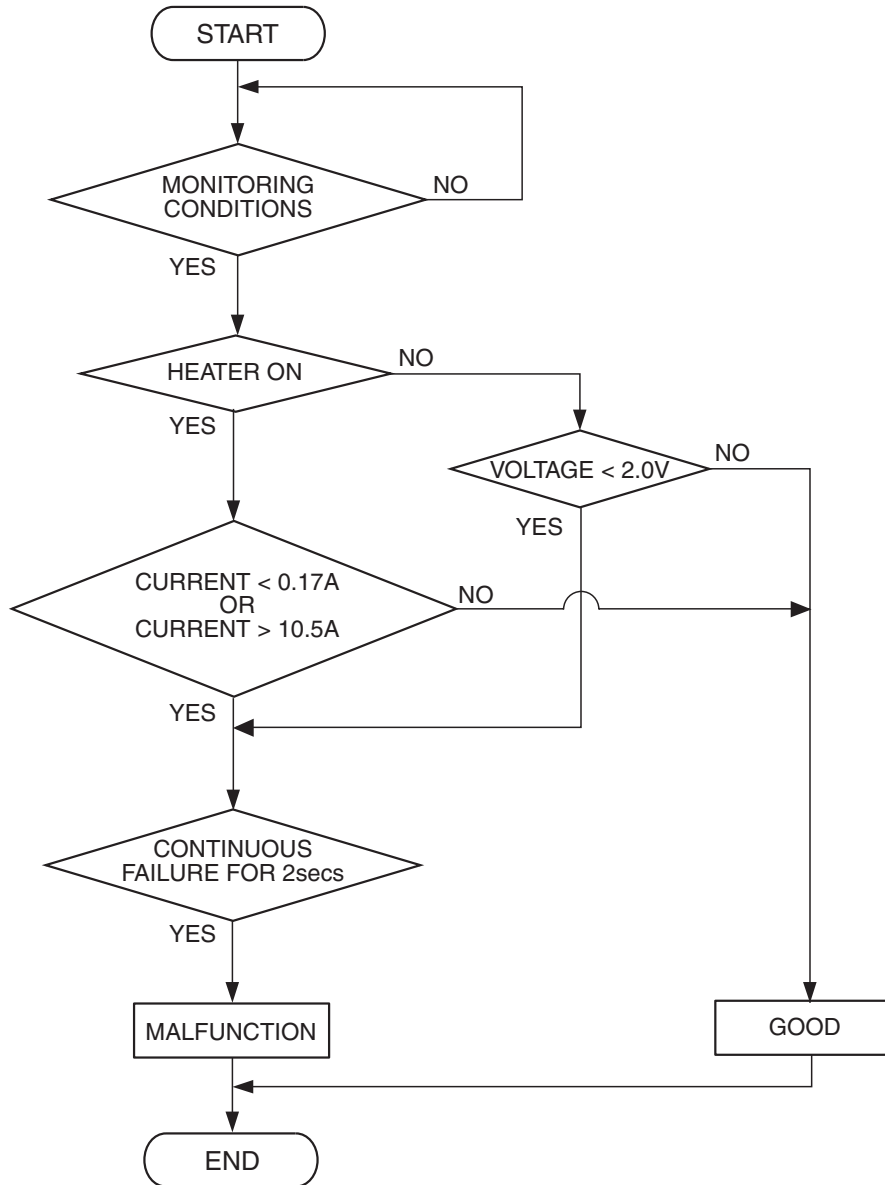 START
MONITORING
CONDITIONS
NO
YES
HEATER ON
NO
YES
VOLTAGE < 2.0V
NO
YES
CURRENT < 0.17A
OR
CURRENT > 10.5A
NO
YES
CONTINUOUS
FAILURE FOR 2secs
YES
MALFUNCTION
GOOD
END